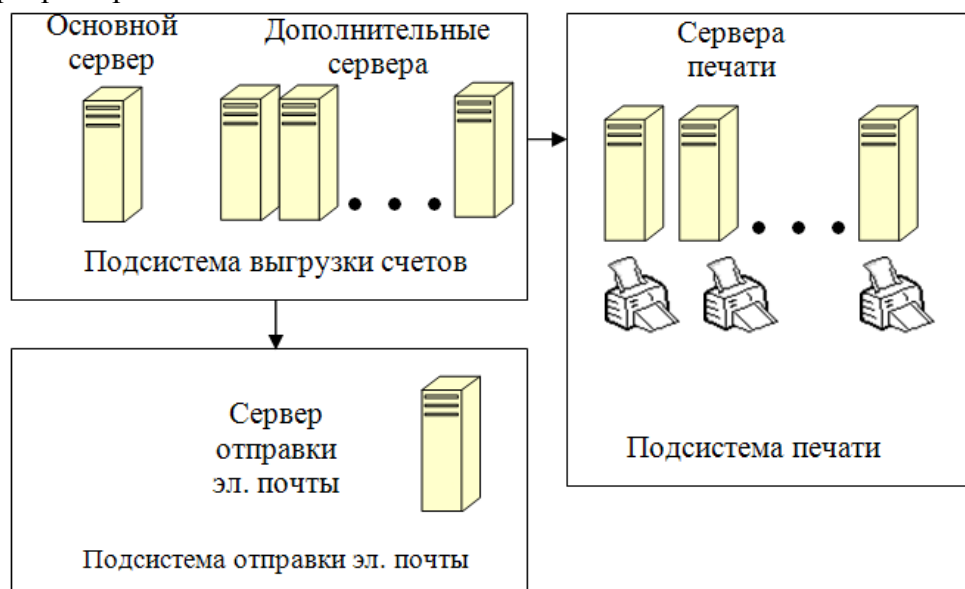 Основной
сервер
Дополнительные
сервера
Подсистема выгрузки счетов
Сервера
печати
Подсистема печати
Сервер
отправки
эл. почты
Подсистема отправки эл. почты